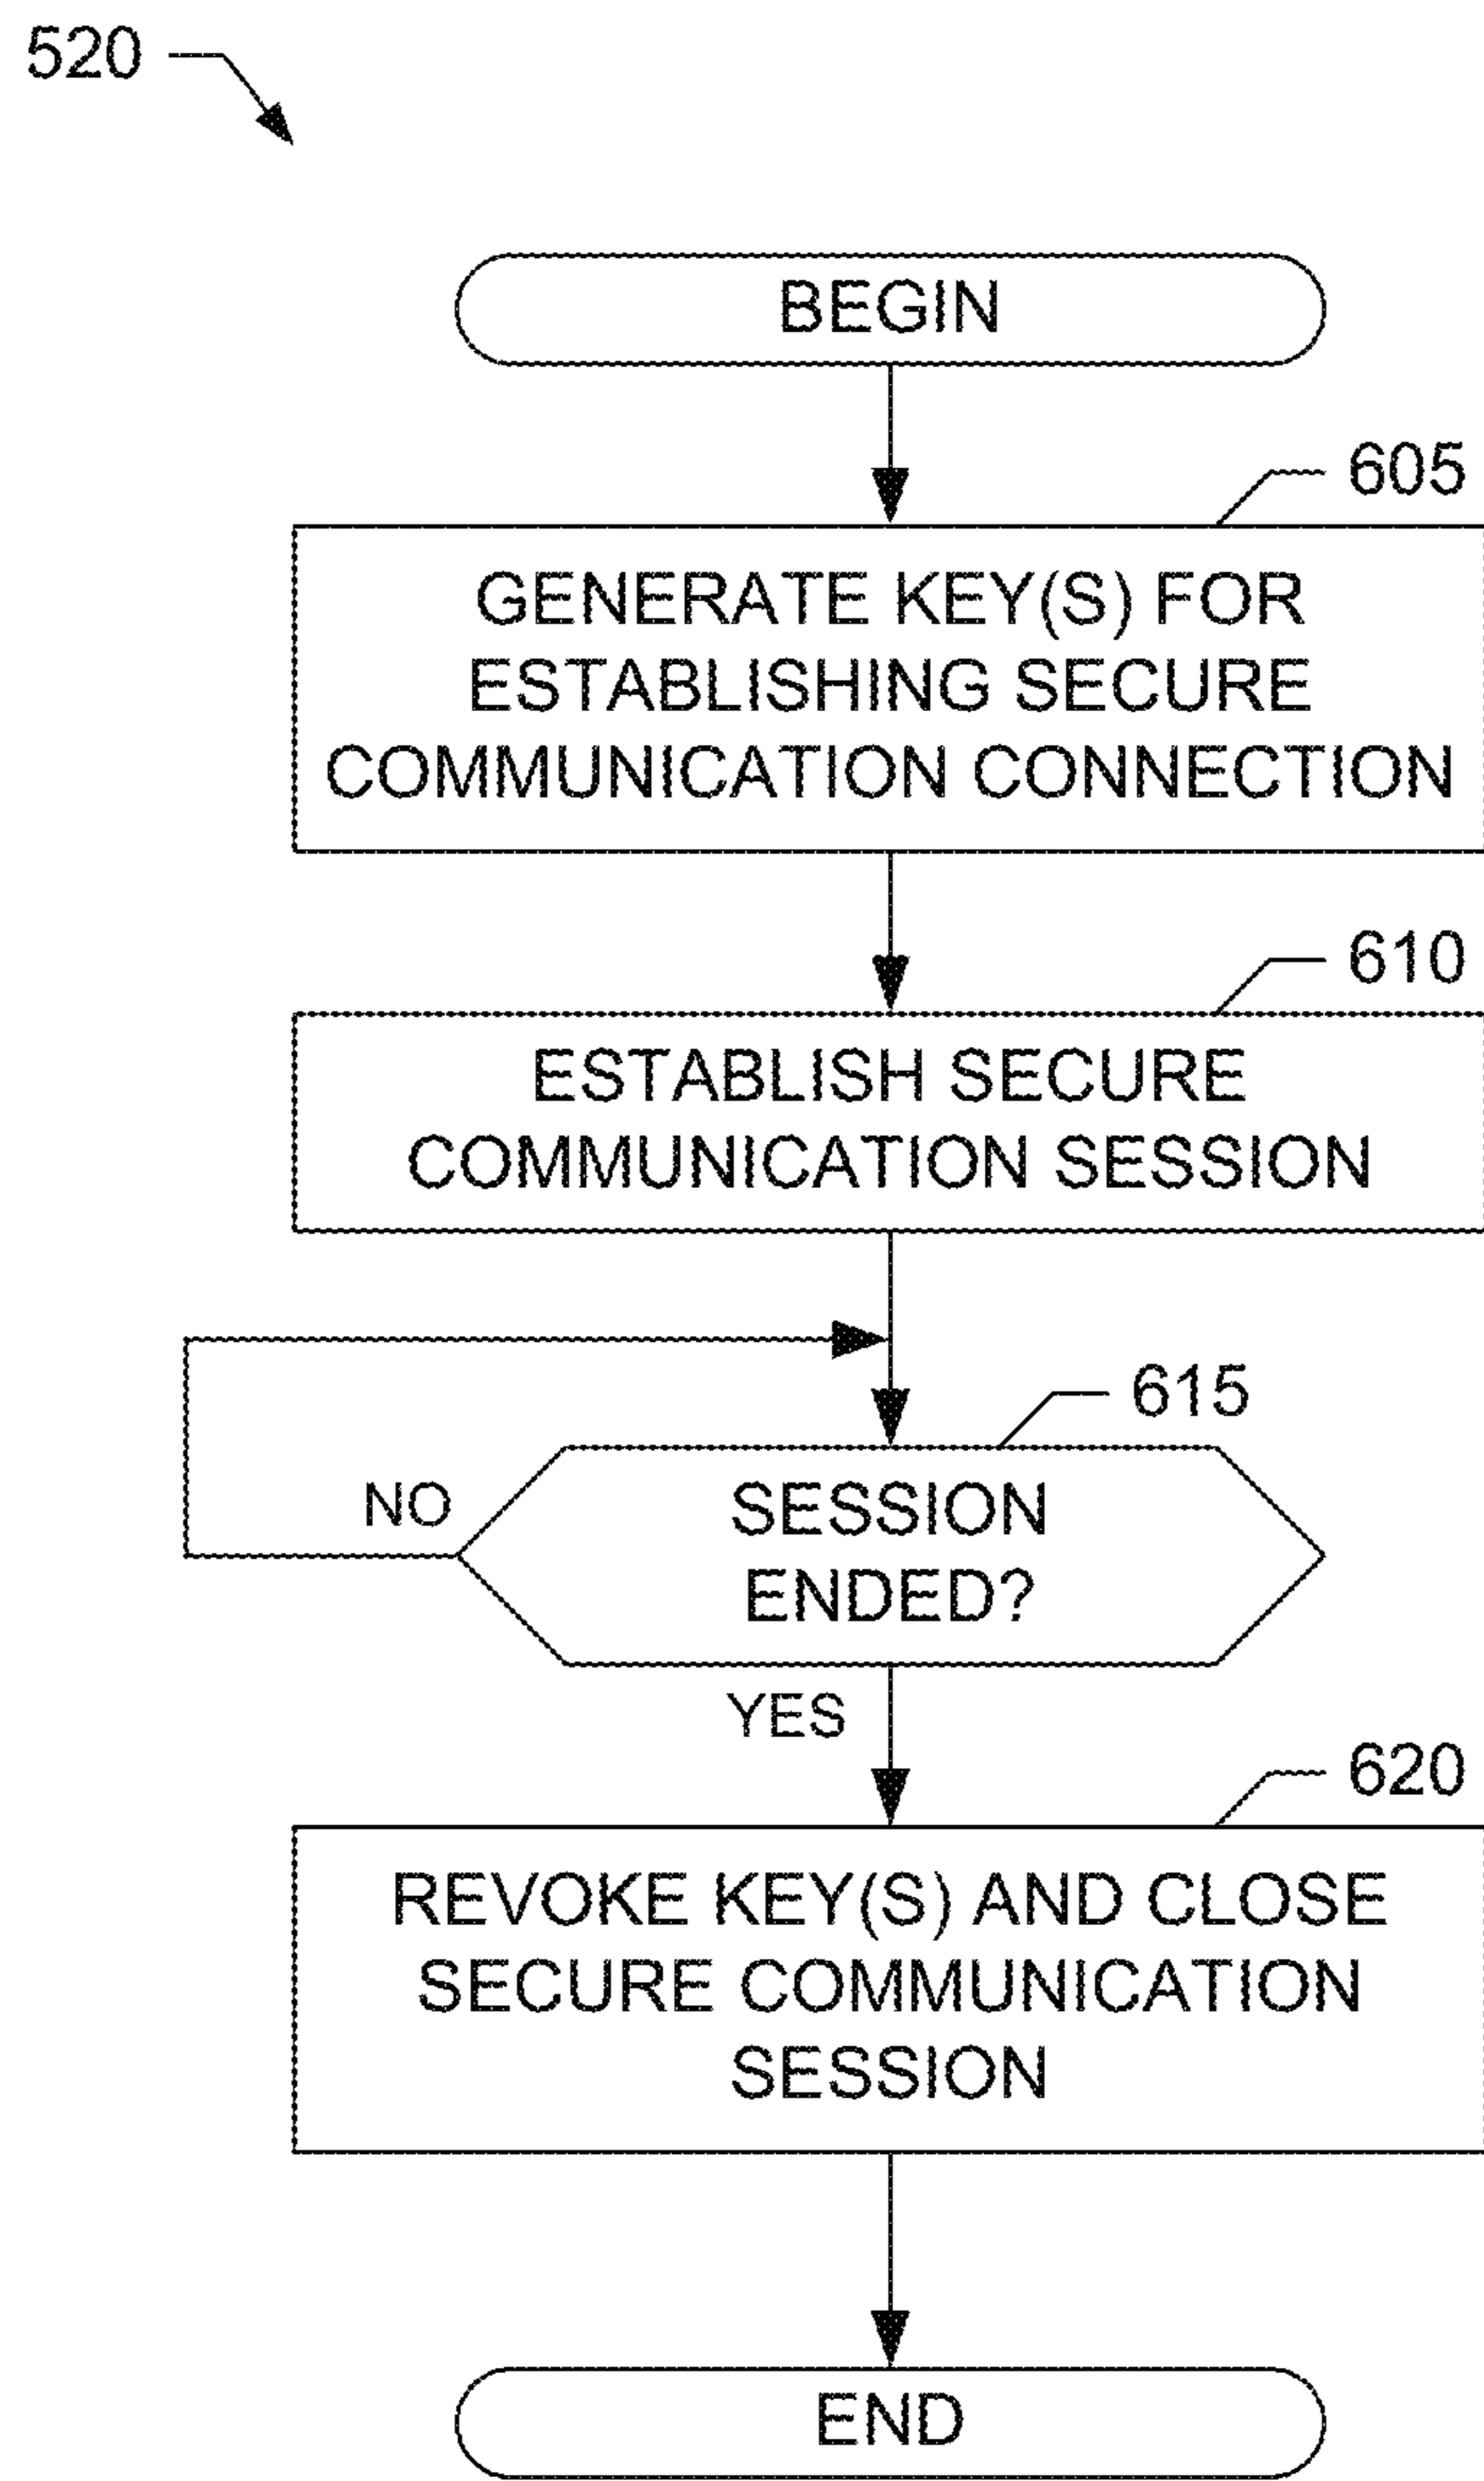 520
BEGIN
605
GENERATE KEY(S) FOR
ESTABLISHING SECURE
COMMUNICATION CONNECTION
610
ESTABLISH SECURE
COMMUNICATION SESSION
615
SESSION
ENDED?
NO
YES
620
REVOKE KEY(S) AND CLOSE
SECURE COMMUNICATION
SESSION
END